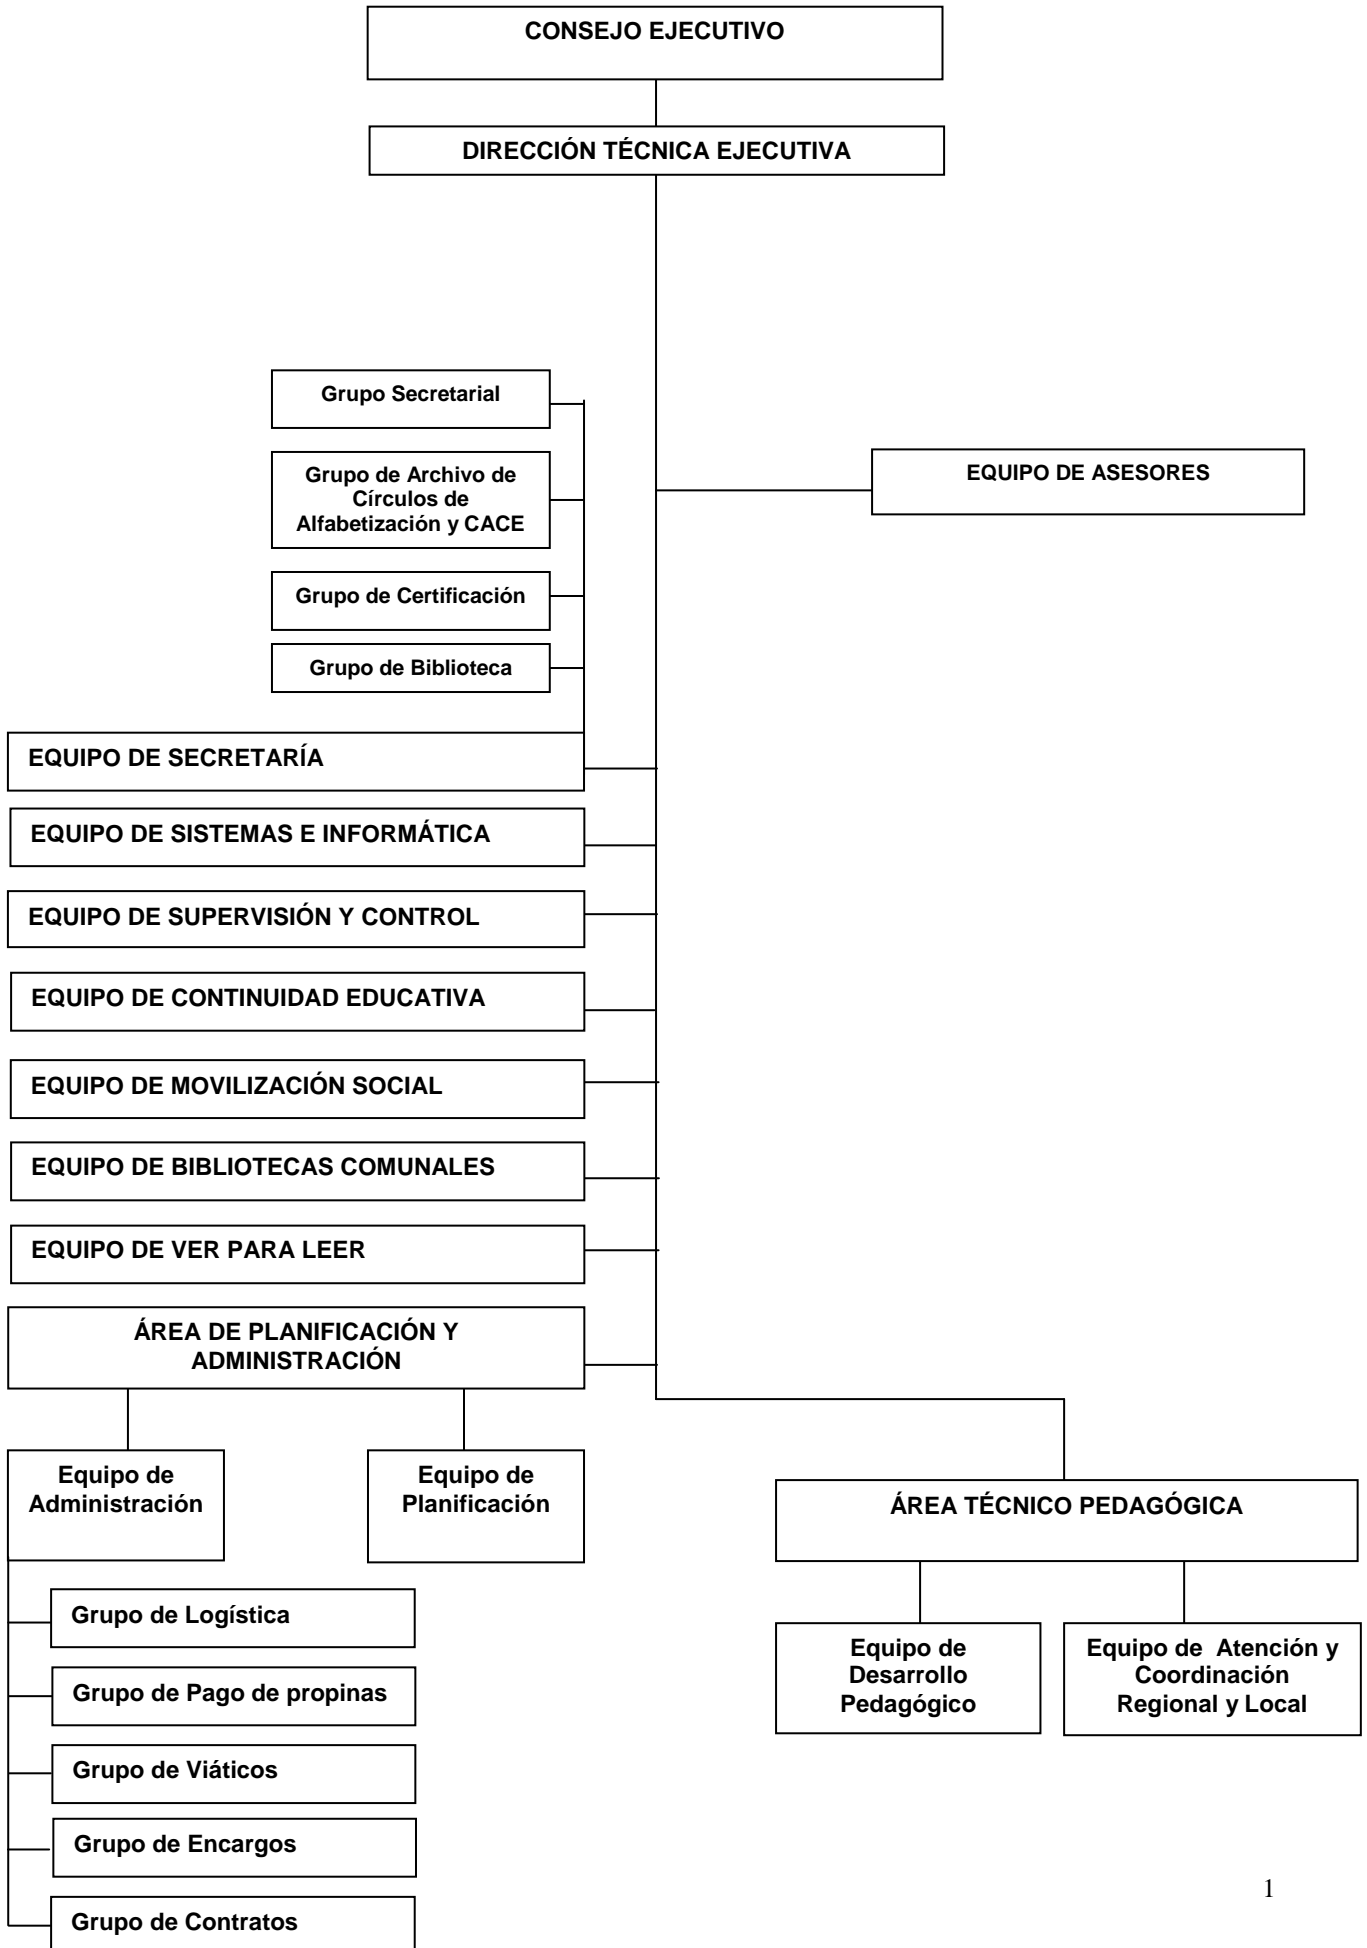 CONSEJO EJECUTIVO
DIRECCIÓN TÉCNICA EJECUTIVA
Grupo Secretarial
Grupo de Archivo de
Círculos de
Alfabetización y CACE
Grupo de Certificación
Grupo de Biblioteca
EQUIPO DE ASESORES
EQUIPO DE SECRETARÍA
EQUIPO DE SISTEMAS E INFORMÁTICA
EQUIPO DE SUPERVISIÓN Y CONTROL
EQUIPO DE CONTINUIDAD EDUCATIVA
EQUIPO DE MOVILIZACIÓN SOCIAL
EQUIPO DE BIBLIOTECAS COMUNALES
EQUIPO DE VER PARA LEER
ÁREA DE PLANIFICACIÓN Y
ADMINISTRACIÓN
Equipo de
Administración
Equipo de
Planificación
Grupo de Logística
Grupo de Pago de propinas
Grupo de Viáticos
Grupo de Encargos
Grupo de Contratos
ÁREA TÉCNICO PEDAGÓGICA
Equipo de
Desarrollo
Pedagógico
Equipo de  Atención y
Coordinación
Regional y Local
1